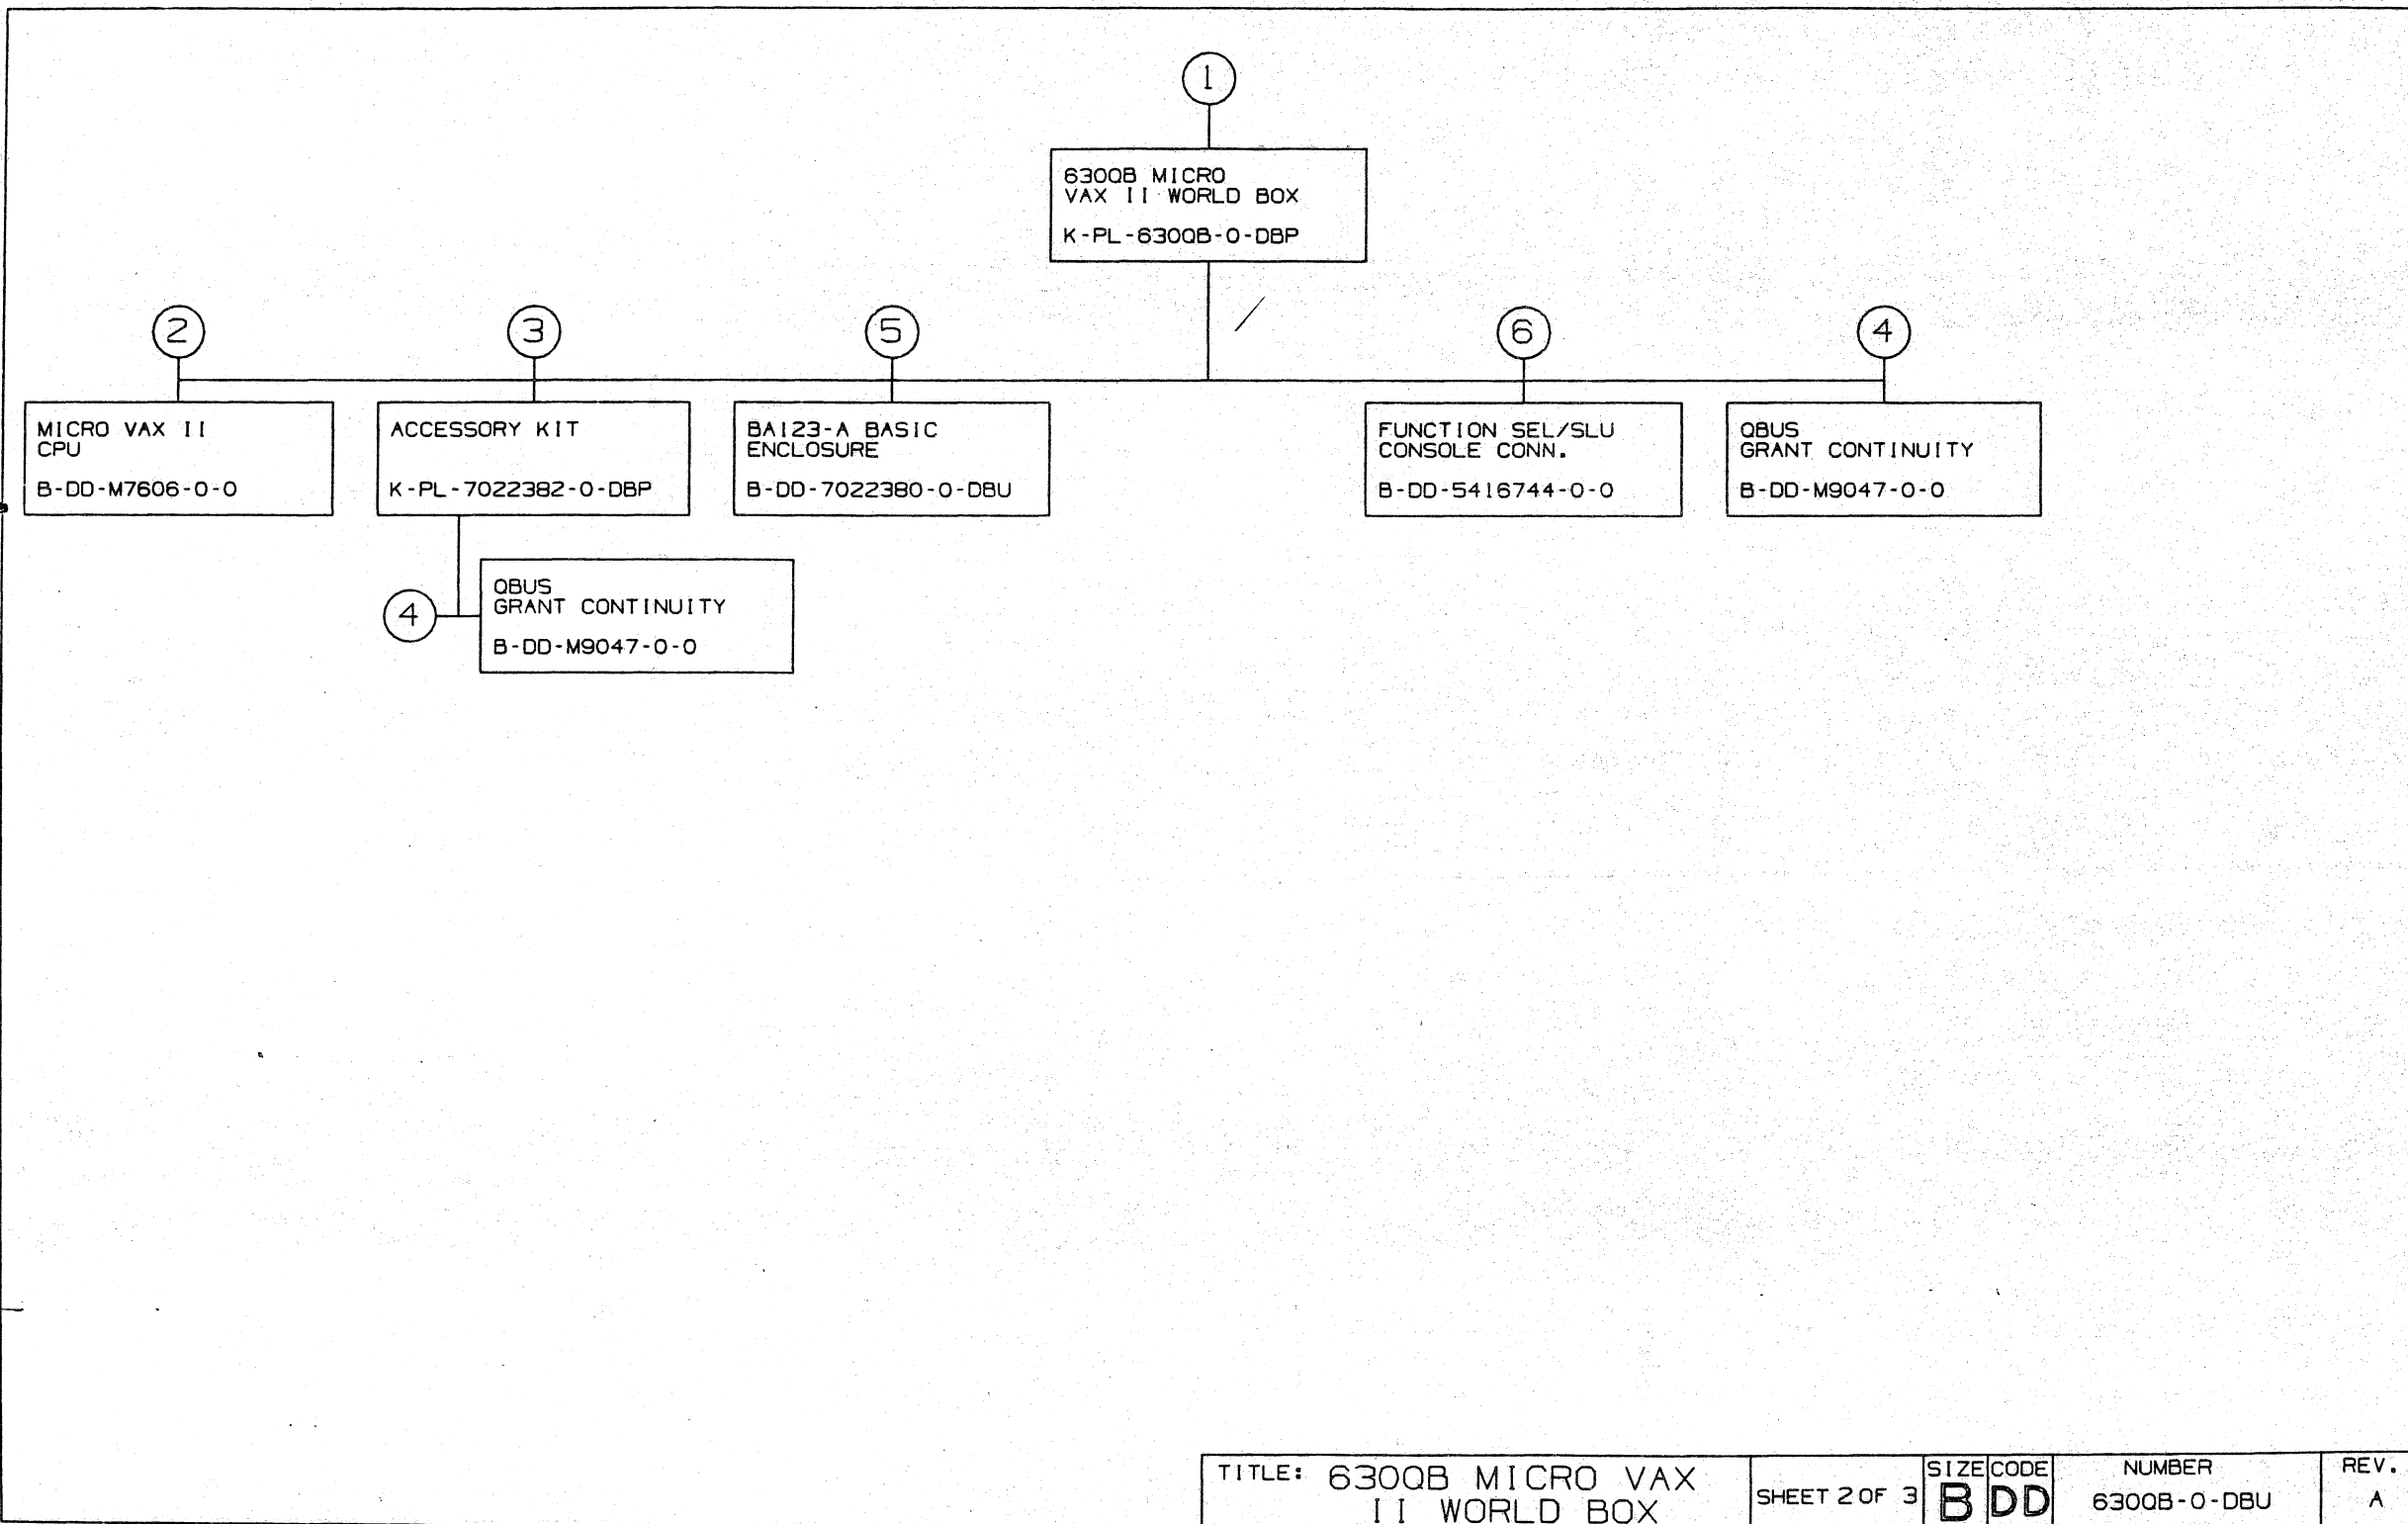 1
630QB MICRO
VAX II WORLD BOX
K-PL-630QB-0-DBP
2
3
5
6
4
MICRO VAX II
CPU
B-DD-M7606-0-0
ACCESSORY KIT
K-PL-7022382-0-DBP
BA123-A BASIC
ENCLOSURE
B-DD-7022380-0-DBU
FUNCTION SEL/SLU
CONSOLE CONN.
B-DD-5416744-0-0
QBUS
GRANT CONTINUITY
B-DD-M9047-0-0
4
QBUS
GRANT CONTINUITY
B-DD-M9047-0-0
TITLE: 630QB MICRO VAX
II WORLD BOX
SHEET 2 OF 3
SIZE
B
CODE
DD
NUMBER
630QB-0-DBU
REV.
A